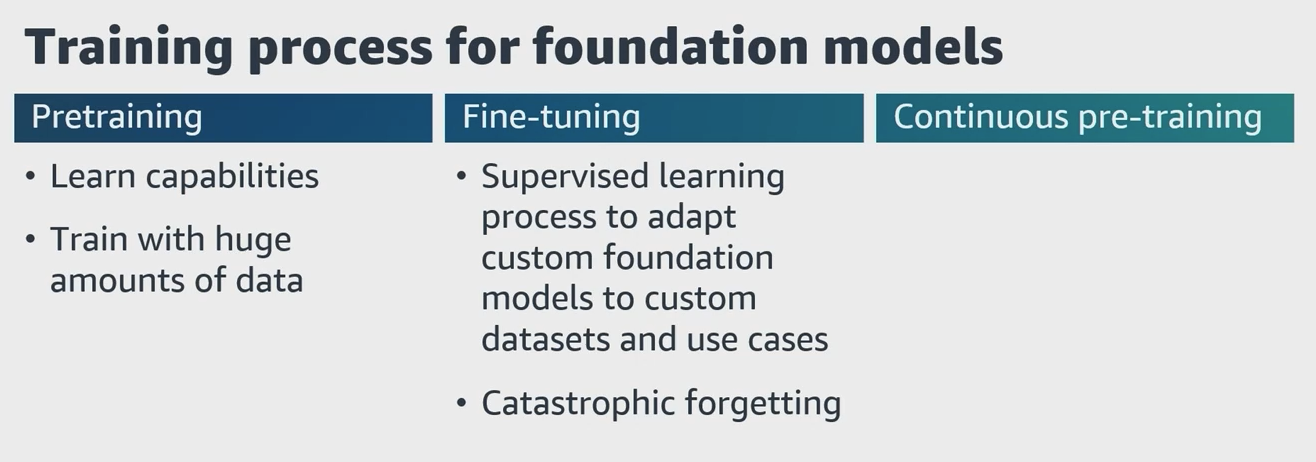 Training process for foundation models
Pretraining
• Learn capabilities
• Train with huge
amounts of data
Fine-tuning
• Supervised learning
process to adapt
custom foundation
models to custom
datasets and use cases
• Catastrophic forgetting
Continuous pre-training